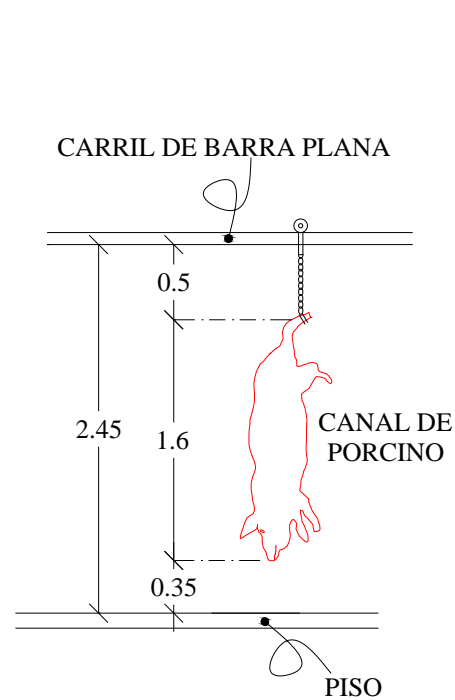 CARRIL DE BARRA PLANA
0.5
2.45
1.6
CANAL DE
PORCINO
0.35
PISO